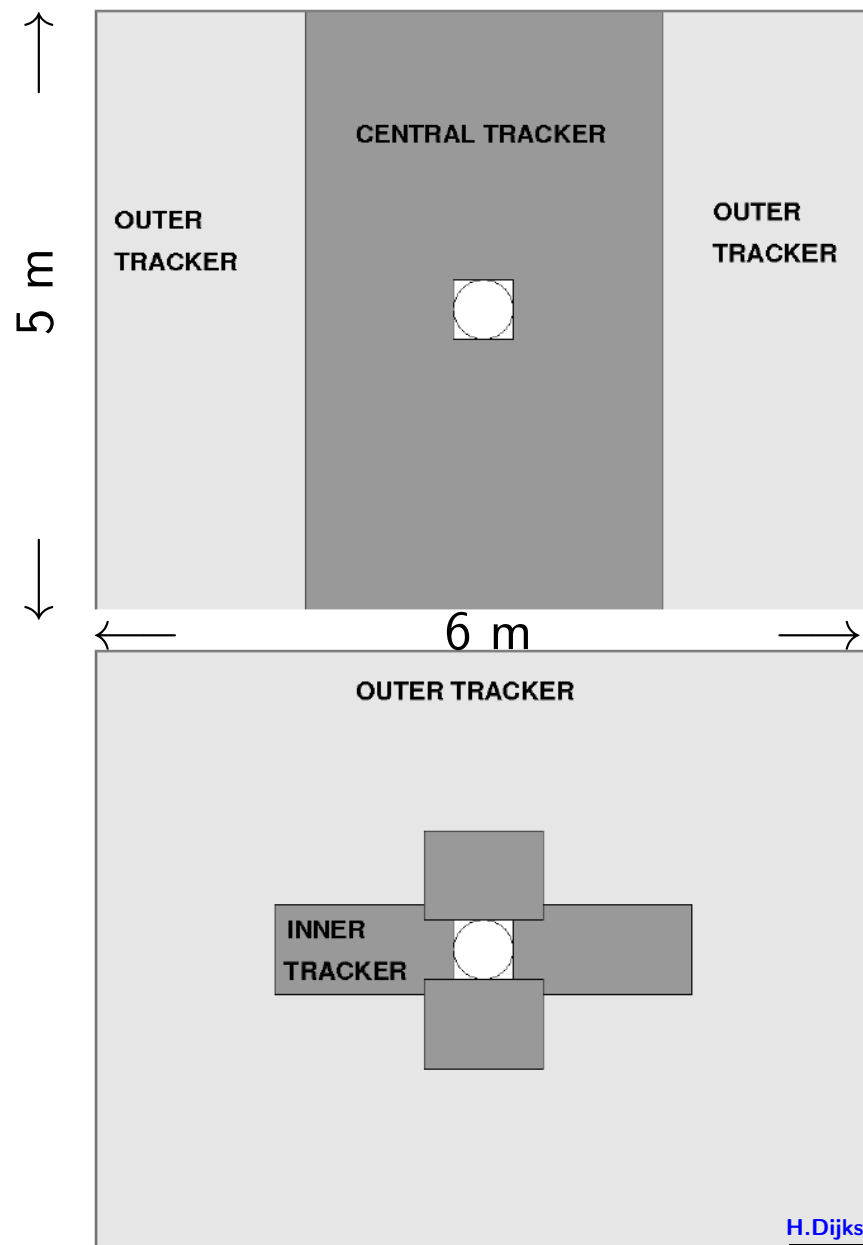 CENTRAL TRACKER
OUTER
TRACKER
OUTER
TRACKER
5 m
6 m
OUTER TRACKER
INNER
TRACKER
H.Dijks